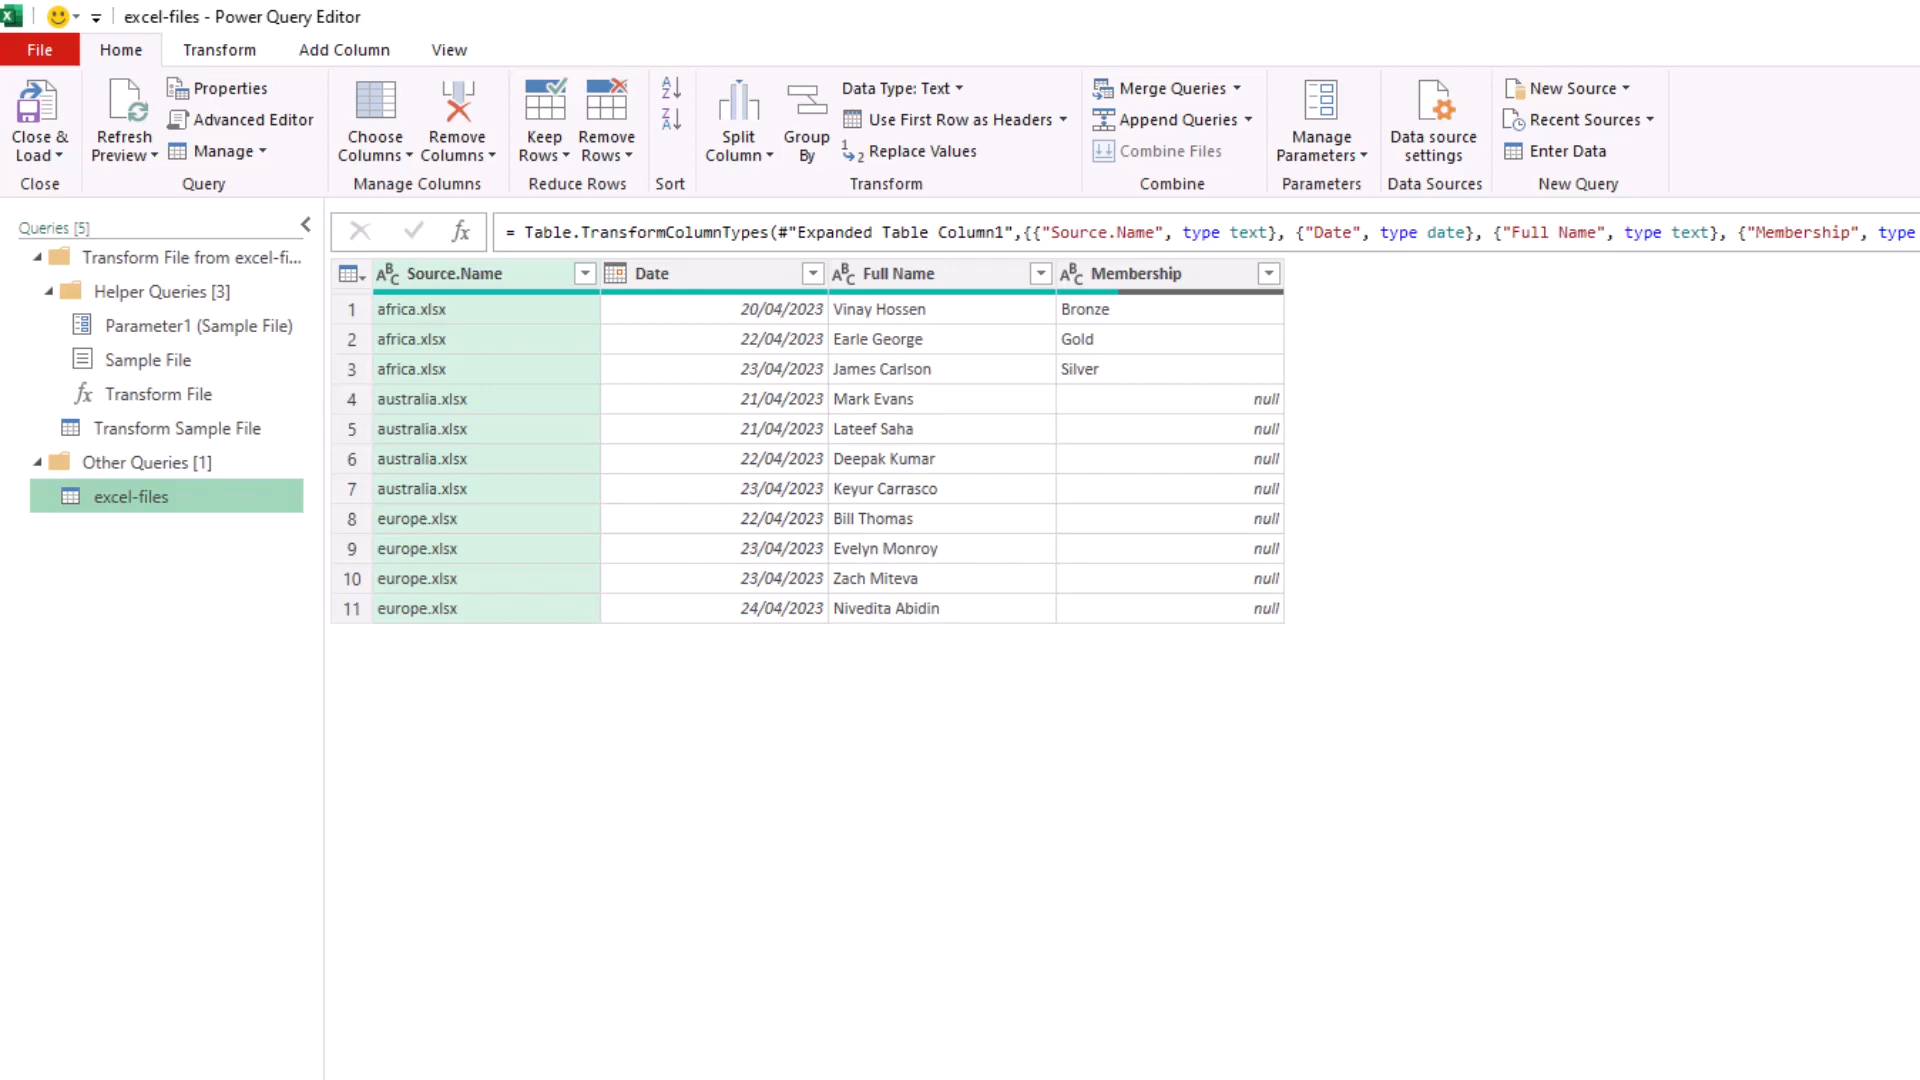 excel-files - Power Query Editor
File Home Transform Add Column View
Close & Load
Refresh Preview
Properties
Advanced Editor
Manage
Choose Columns
Remove Columns
Keep Rows
Remove Rows
Split Column
Group By
Data Type: Text
Use First Row as Headers
Replace Values
Merge Queries
Append Queries
Combine Files
Manage Parameters
Data source settings
New Source
Recent Sources
Enter Data
Close Query Manage Columns Reduce Rows Sort Transform Combine Parameters Data Sources New Query
Queries [5]
Transform File from excel-fi...
Helper Queries [3]
Parameter1 (Sample File)
Sample File
fx Transform File
Transform Sample File
Other Queries [1]
excel-files
fx = Table.TransformColumnTypes(#"Expanded Table Column1",{{"Source.Name", type text}, {"Date", type date}, {"Full Name", type text}, {"Membership", type
ABC Source.Name Date ABC Full Name ABC Membership
1 africa.xlsx 20/04/2023 Vinay Hossen Bronze
2 africa.xlsx 22/04/2023 Earle George Gold
3 africa.xlsx 23/04/2023 James Carlson Silver
4 australia.xlsx 21/04/2023 Mark Evans null
5 australia.xlsx 21/04/2023 Lateef Saha null
6 australia.xlsx 22/04/2023 Deepak Kumar null
7 australia.xlsx 23/04/2023 Keyur Carrasco null
8 europe.xlsx 22/04/2023 Bill Thomas null
9 europe.xlsx 23/04/2023 Evelyn Monroy null
10 europe.xlsx 23/04/2023 Zach Miteva null
11 europe.xlsx 24/04/2023 Nivedita Abidin null